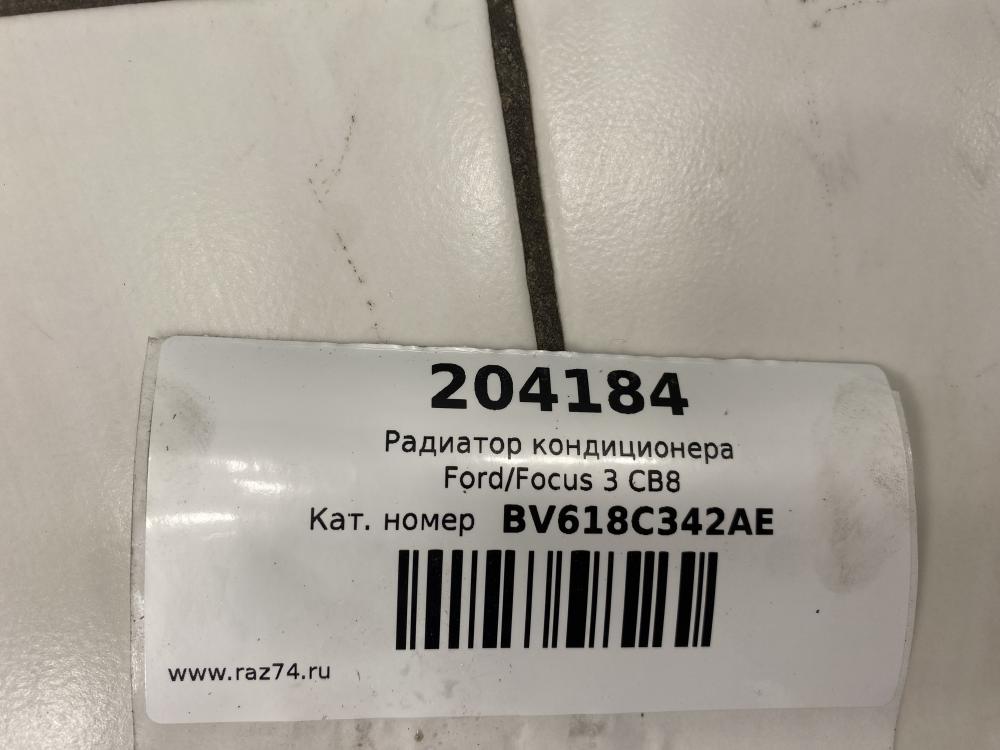 204184
Радиатор кондиционера
Ford/Focus 3 CB8
Кат. номер BV618C342AE
www.raz74.ru